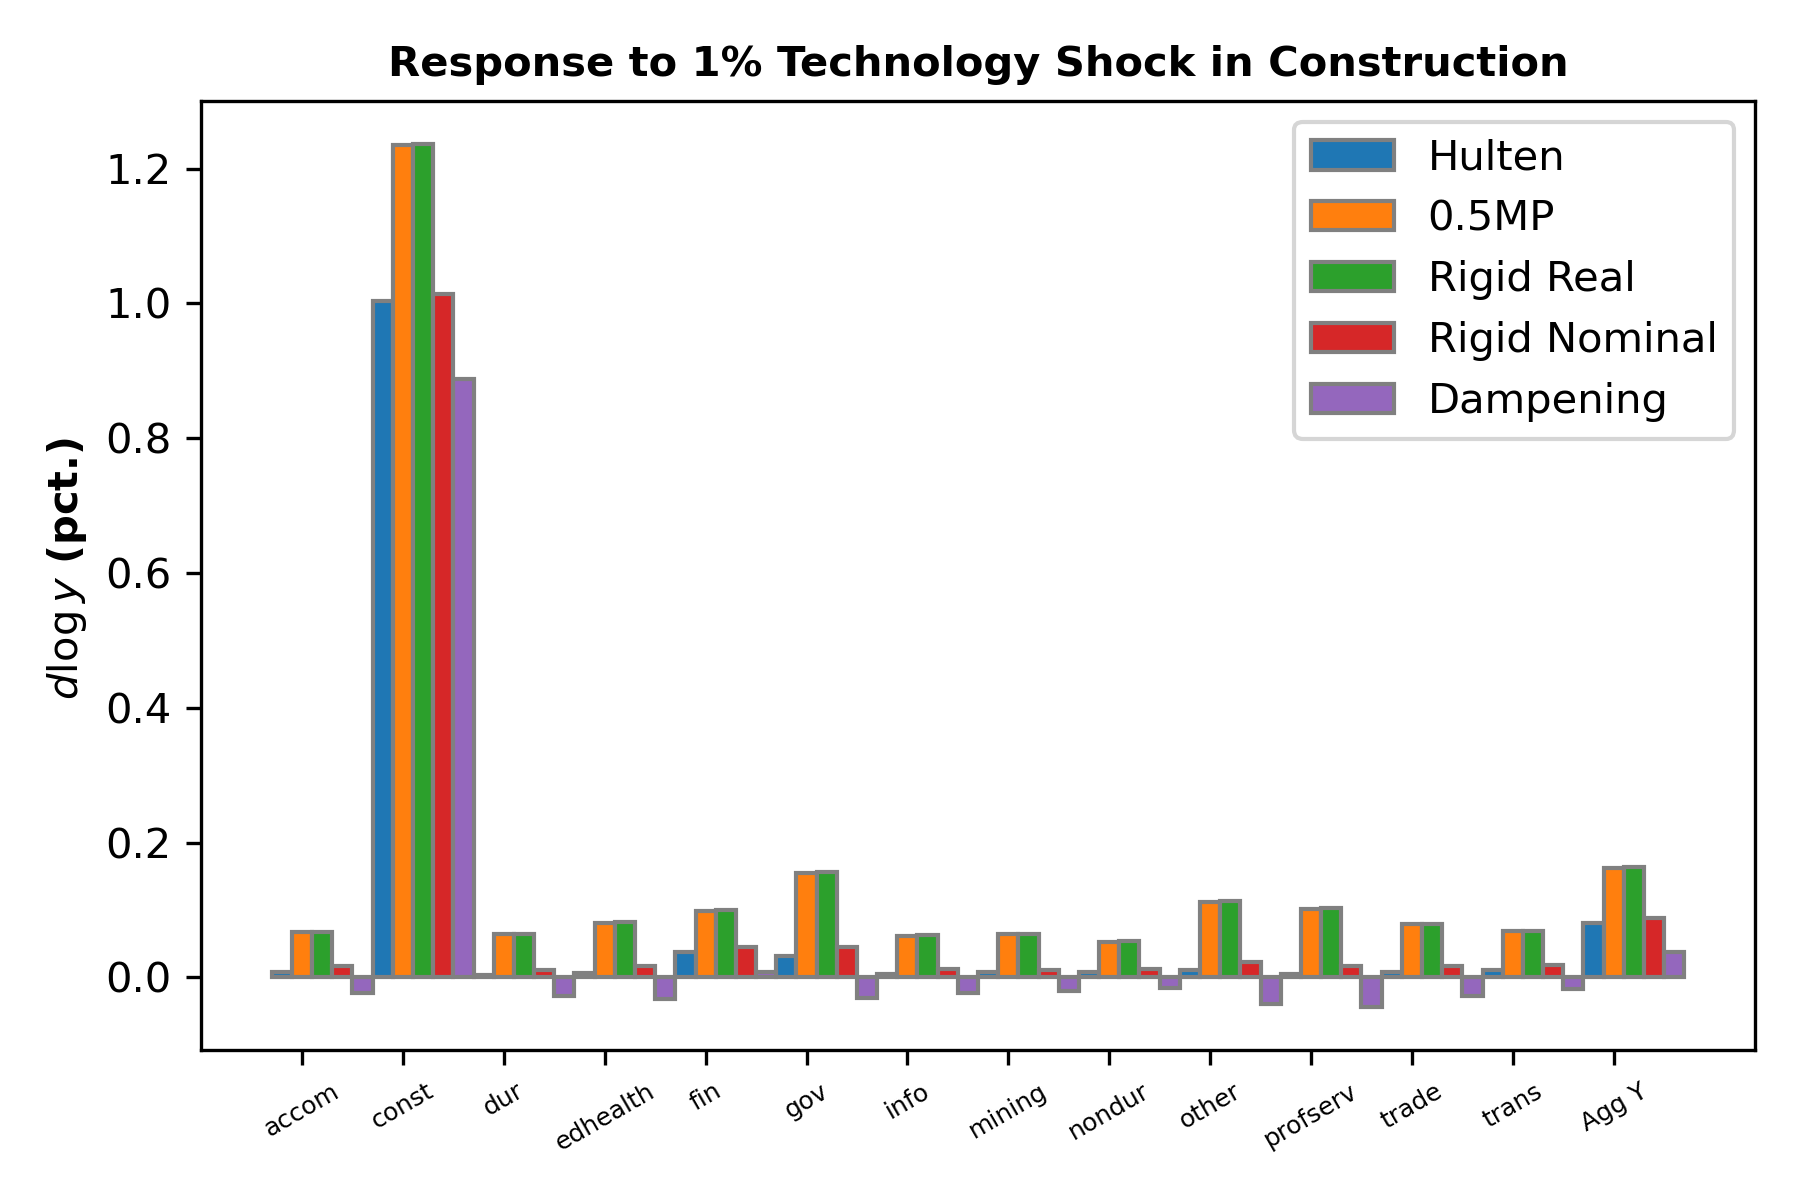 Response to 1% Technology Shock in Construction
Hulten
0.5MP
Rigid Real
Rigid Nominal
Dampening
dlog y (pct.)
1.2
1.0
0.8
0.6
0.4
0.2
0.0
accom const dur edhealth fin gov info mining nondur other profserv trade trans Agg Y